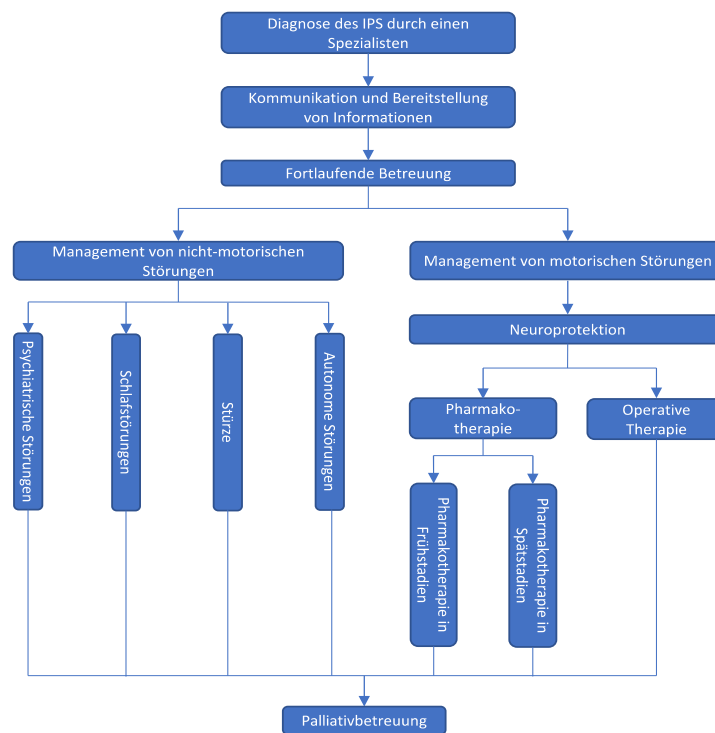 Diagnose des IPS durch einen
Spezialisten
Kommunikation und Bereitstellung
von Informationen
Fortlaufende Betreuung
Management von nicht-motorischen
Störungen
Management von motorischen Störungen
Neuroprotektion
Psychiatrische Störungen
Schlafstörungen
Stürze
Autonome Störungen
Pharmako-
therapie
Operative
Therapie
Pharmakotherapie in
Frühstadien
Pharmakotherapie in
Spätstadien
Palliativbetreuung